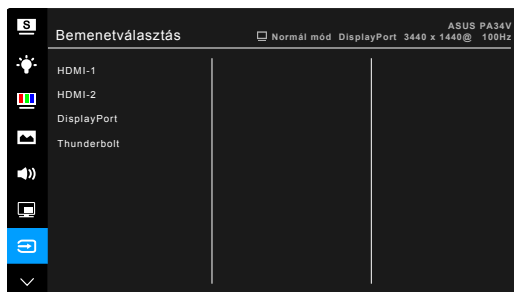 S
ASUS PA34V
Bemenetválasztás
Normál mód DisplayPort 3440 x 1440@ 100Hz
HDMI-1
HDMI-2
DisplayPort
Thunderbolt